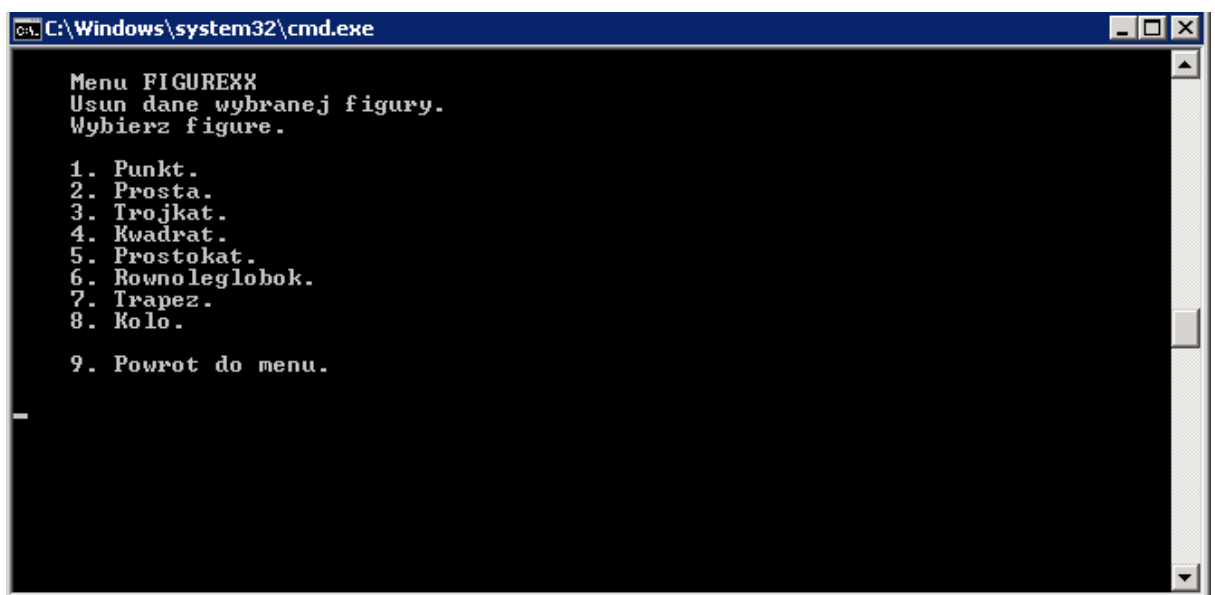 C:\Windows\system32\cmd.exe
Menu FIGUREXX
Usun dane wybranej figury.
Wybierz figure.
1. Punkt.
2. Prosta.
3. Trojkat.
4. Kwadrat.
5. Prostokat.
6. Rownoleglobok.
7. Trapez.
8. Kolo.
9. Powrot do menu.